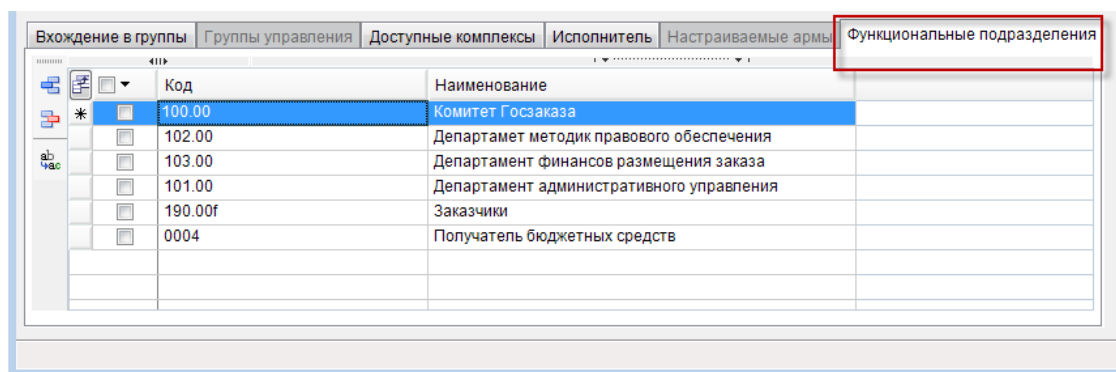 Вхождение в группы Группы управления Доступные комплексы Исполнитель Настраиваемые армы Функциональные подразделения
Код Наименование
100.00 Комитет Госзаказа
102.00 Департамет методик правового обеспечения
103.00 Департамент финансов размещения заказа
101.00 Департамент административного управления
190.00f Заказчики
0004 Получатель бюджетных средств
ab
ac